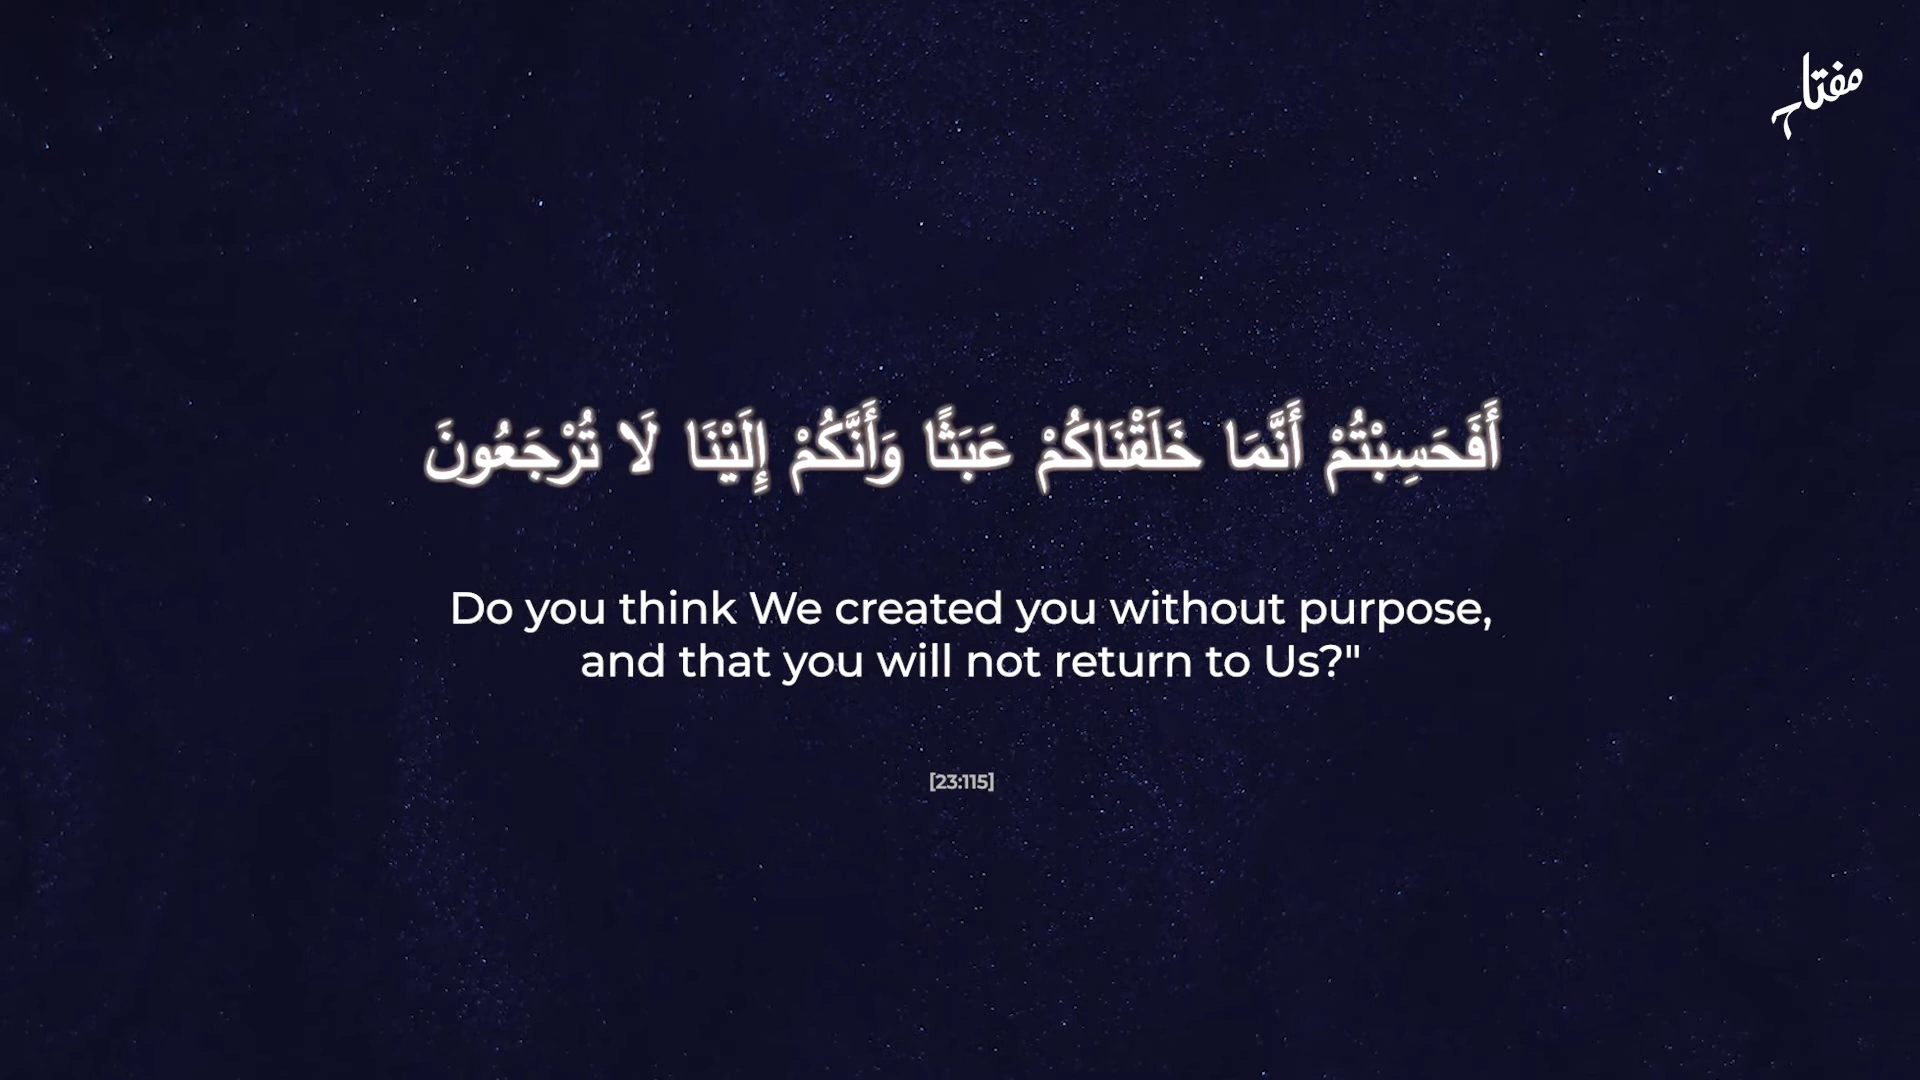 مفتاح
أَفَحَسِبْتُمْ أَنَّمَا خَلَقْنَاكُمْ عَبَثًا وَأَنَّكُمْ إِلَيْنَا لَا تُرْجَعُونَ
Do you think We created you without purpose,
and that you will not return to Us?"
[23:115]